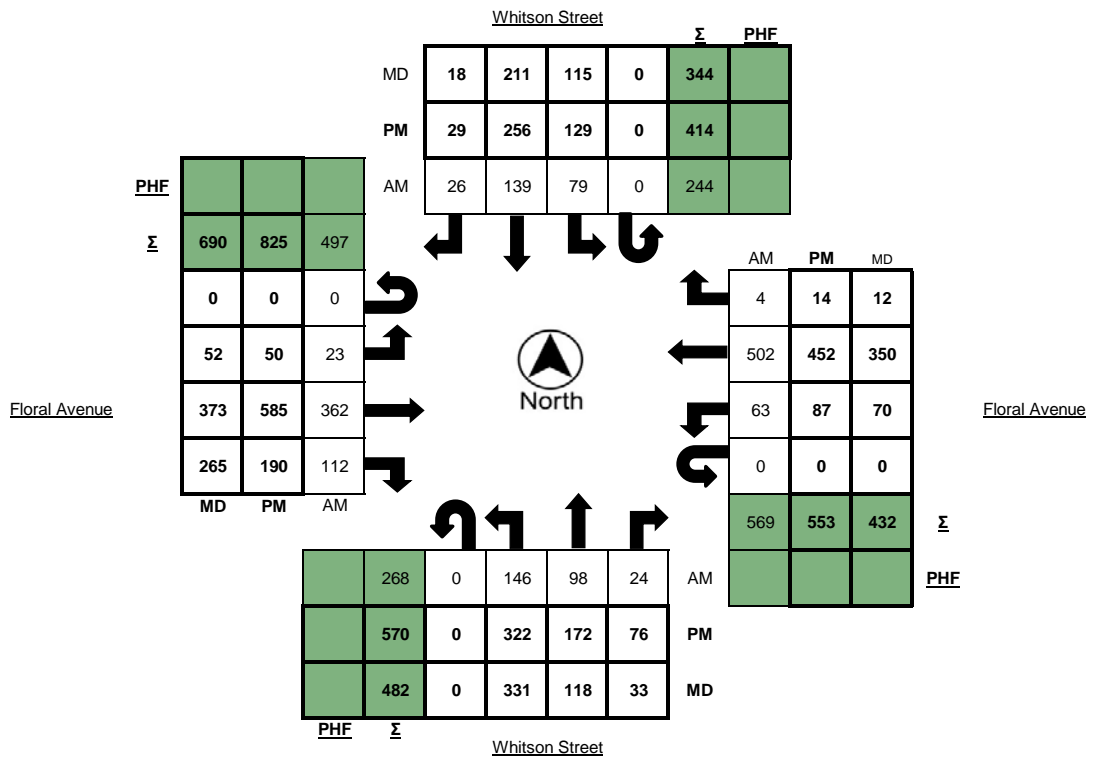 Whitson Street
Σ PHF
MD 18 211 115 0 344
PM 29 256 129 0 414
AM 26 139 79 0 244
PHF
Σ 690 825 497
0 0 0
52 50 23
373 585 362
265 190 112
MD PM AM
Floral Avenue
North
AM PM MD
4 14 12
502 452 350
63 87 70
0 0 0
569 553 432 Σ
PHF
Floral Avenue
268 0 146 98 24 AM
570 0 322 172 76 PM
482 0 331 118 33 MD
PHF Σ
Whitson Street